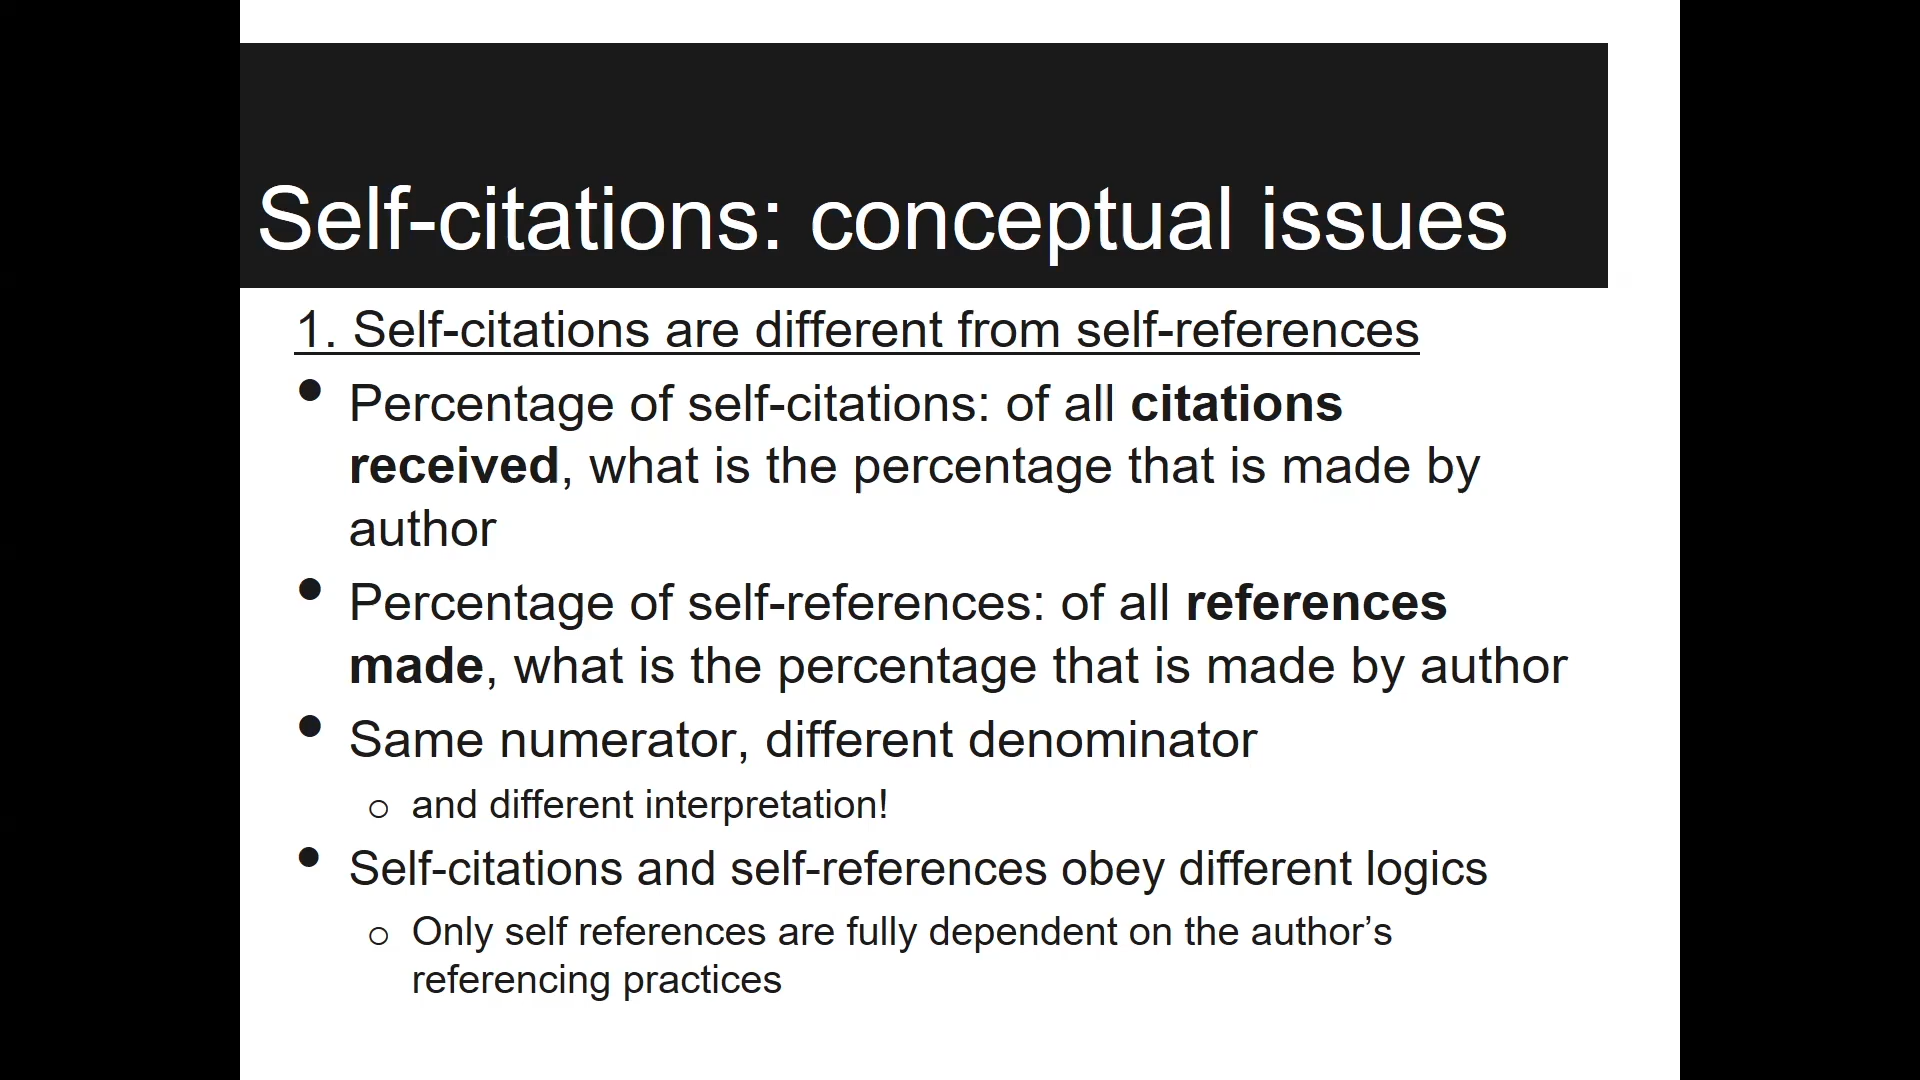 Self-citations: conceptual issues
1. Self-citations are different from self-references
● Percentage of self-citations: of all citations
received, what is the percentage that is made by
author
● Percentage of self-references: of all references
made, what is the percentage that is made by author
● Same numerator, different denominator
○ and different interpretation!
● Self-citations and self-references obey different logics
○ Only self references are fully dependent on the author’s
referencing practices